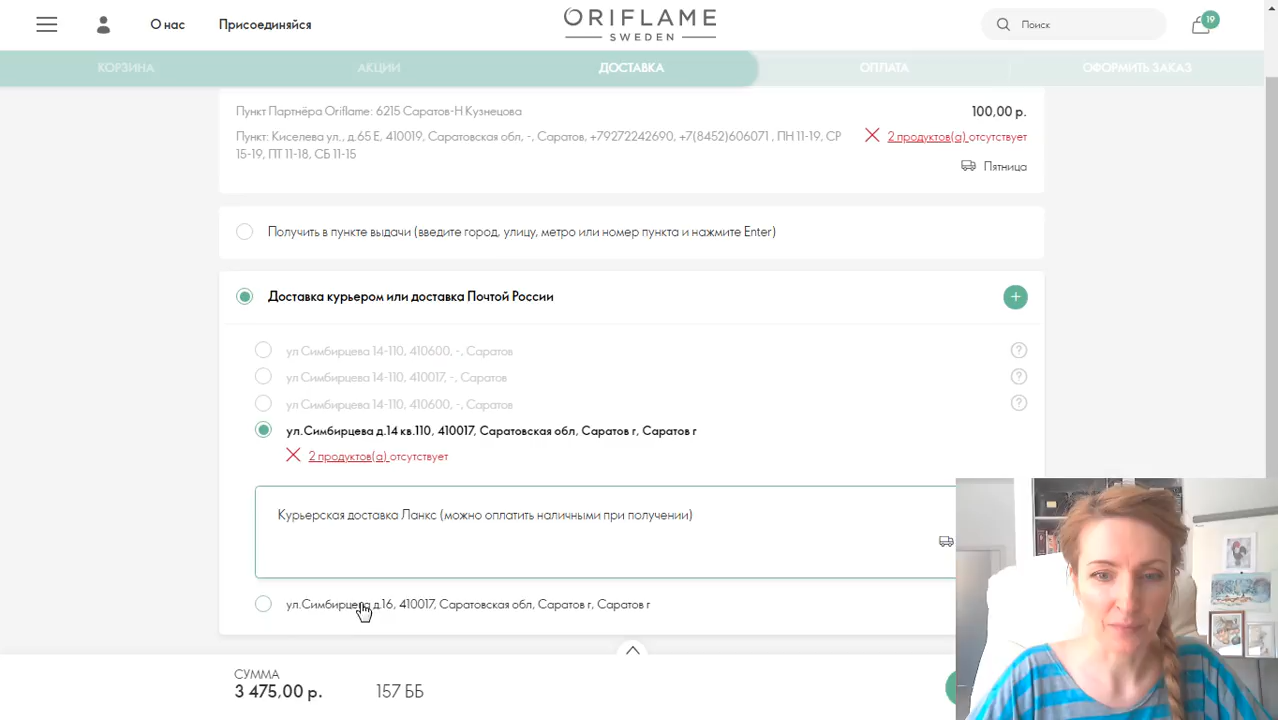 О нас
Присоединяйся
ORIFLAME
SWEDEN
Поиск
19
КОРЗИНА
АКЦИИ
ДОСТАВКА
ОПЛАТА
ОФОРМИТЬ ЗАКАЗ
Пункт Партнёра Oriflame: 6215 Саратов-Н Кузнецова
100,00 р.
Пункт: Киселева ул., д.65 Е, 410019, Саратовская обл, -, Саратов, +79272242690, +7(8452)606071 , ПН 11-19, СР
15-19, ПТ 11-18, СБ 11-15
2 продуктов(а) отсутствует
Пятница
Получить в пункте выдачи (введите город, улицу, метро или номер пункта и нажмите Enter)
Доставка курьером или доставка Почтой России
+
ул Симбирцева 14-110, 410600, -, Саратов
?
ул Симбирцева 14-110, 410017, -, Саратов
?
ул Симбирцева 14-110, 410600, -, Саратов
?
ул.Симбирцева д.14 кв.110, 410017, Саратовская обл, Саратов г, Саратов г
2 продуктов(а) отсутствует
Курьерская доставка Ланкс (можно оплатить наличными при получении)
ул.Симбирцева д.16, 410017, Саратовская обл, Саратов г, Саратов г
СУММА
3 475,00 р.
157 ББ